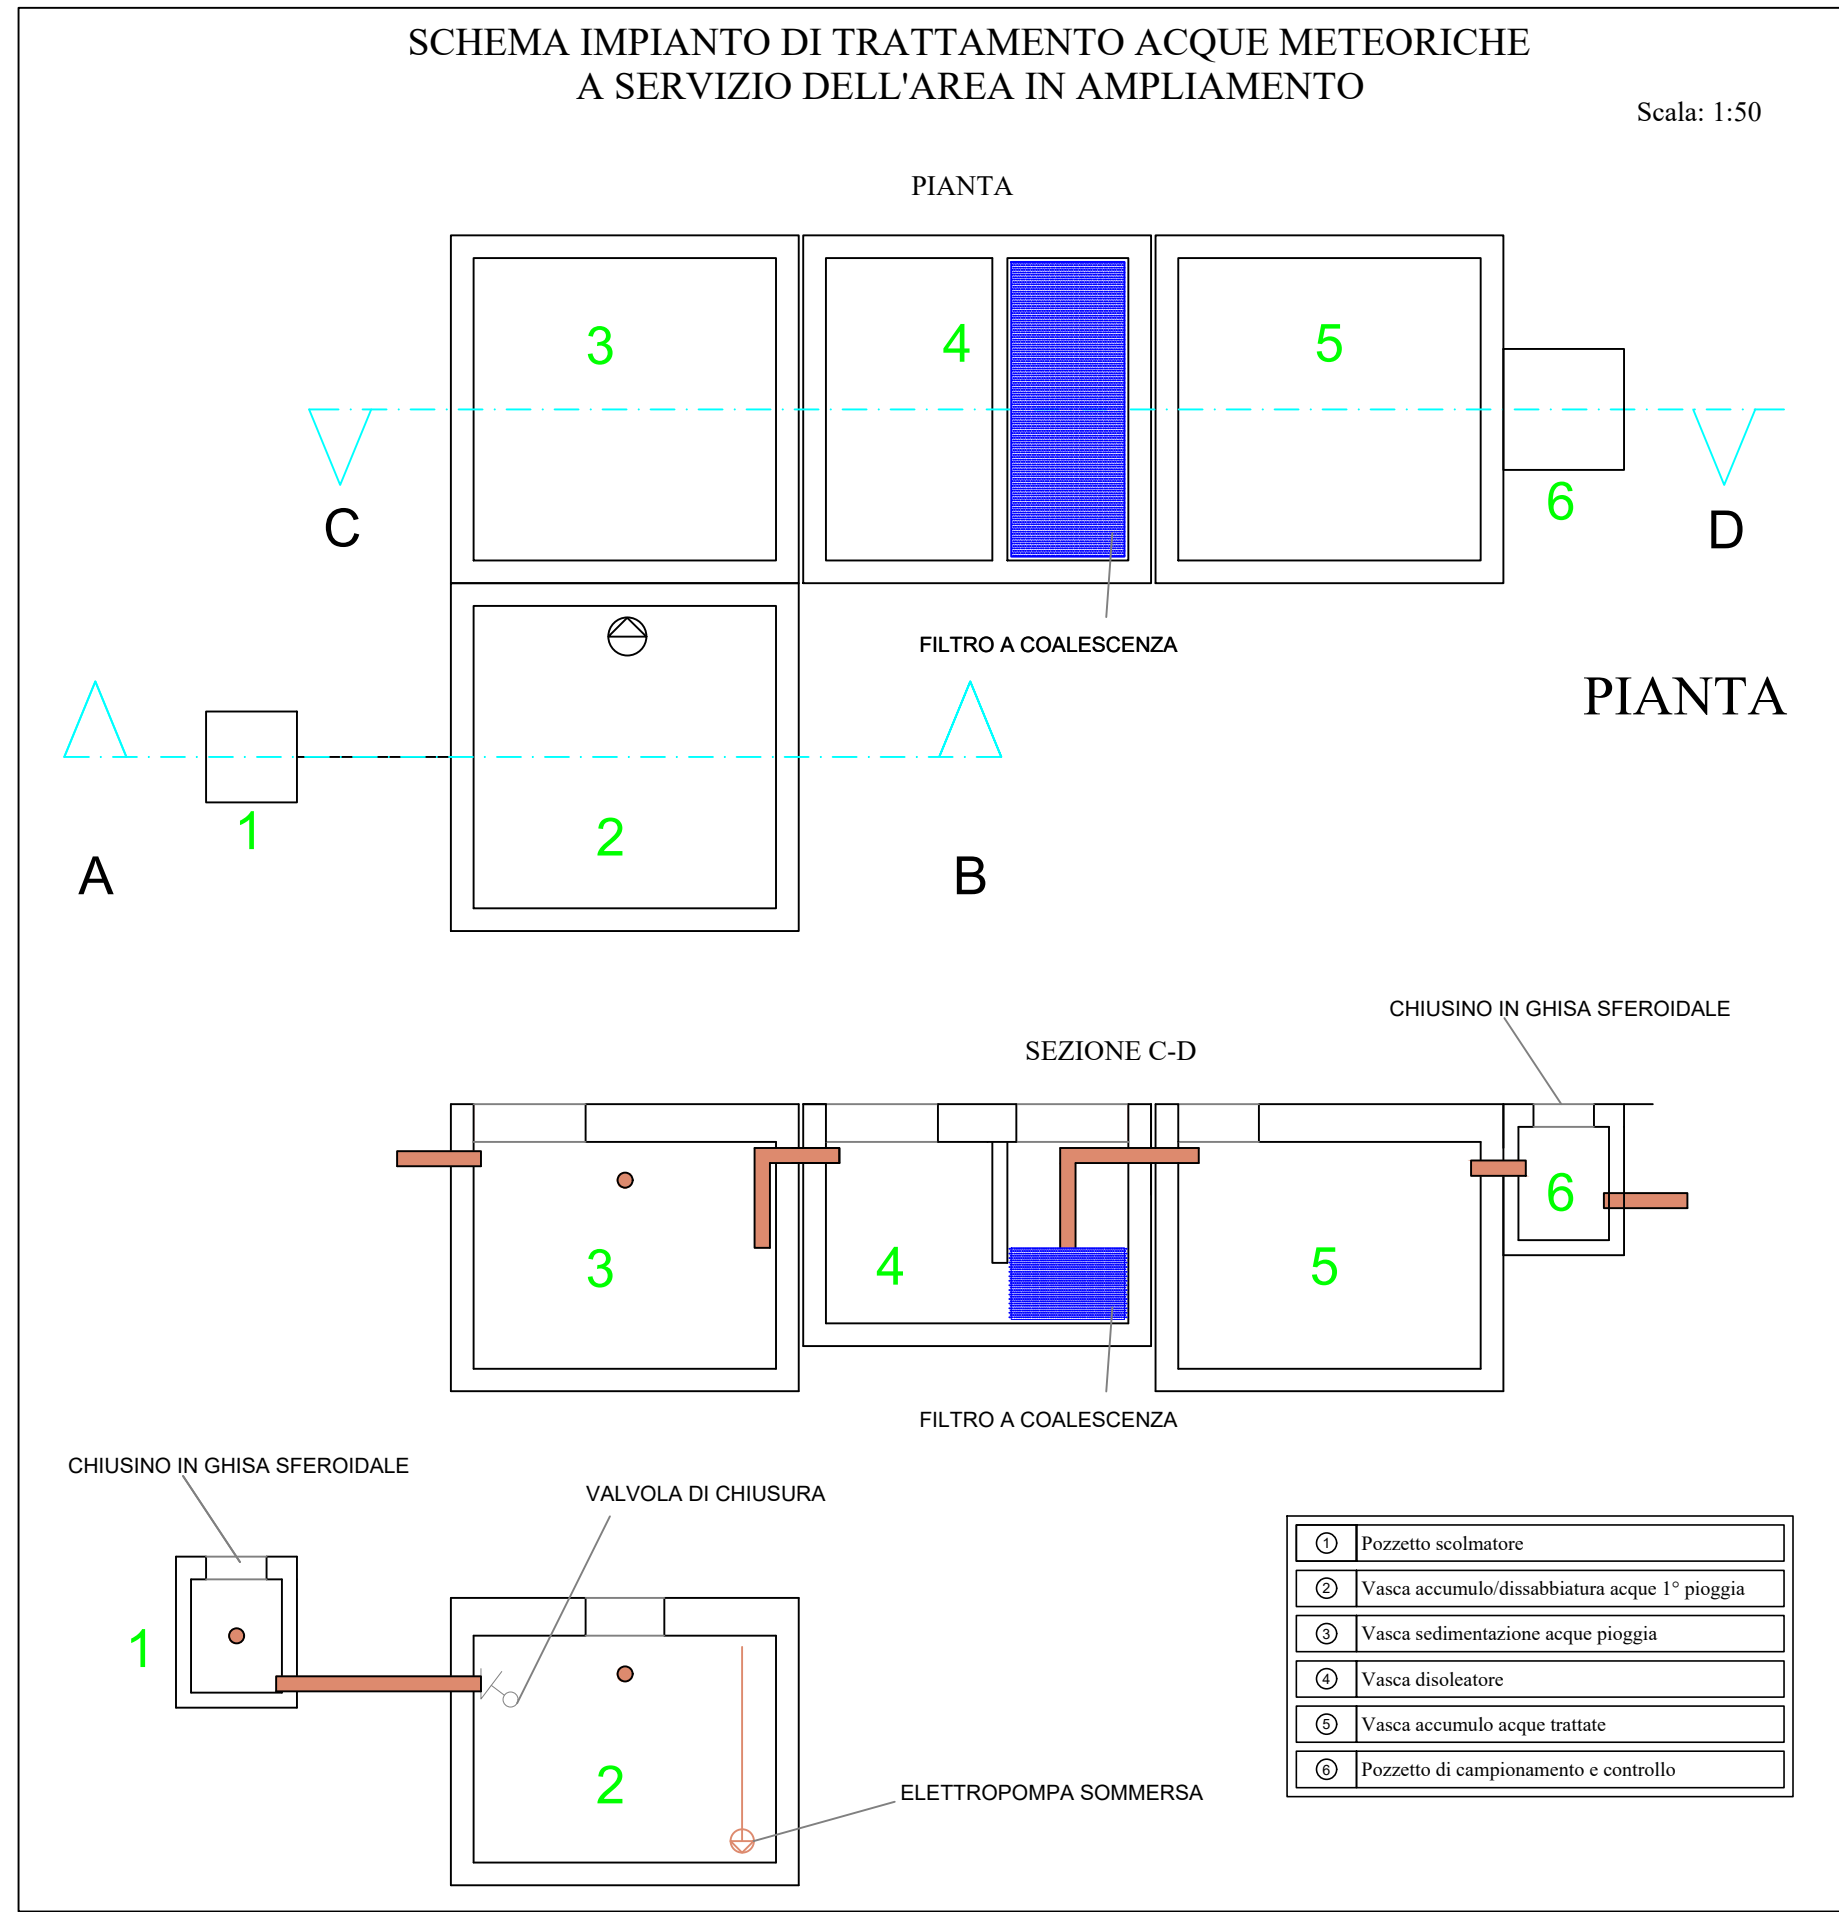 SCHEMA IMPIANTO DI TRATTAMENTO ACQUE METEORICHE
A SERVIZIO DELL'AREA IN AMPLIAMENTO
Scala: 1:50
PIANTA
3
4
5
6
C
D
FILTRO A COALESCENZA
PIANTA
1
2
A
B
CHIUSINO IN GHISA SFEROIDALE
SEZIONE C-D
3
4
5
6
FILTRO A COALESCENZA
CHIUSINO IN GHISA SFEROIDALE
VALVOLA DI CHIUSURA
1
2
ELETTROPOMPA SOMMERSA
1 Pozzetto scolmatore
2 Vasca accumulo/dissabbiatura acque 1° pioggia
3 Vasca sedimentazione acque pioggia
4 Vasca disoleatore
5 Vasca accumulo acque trattate
6 Pozzetto di campionamento e controllo